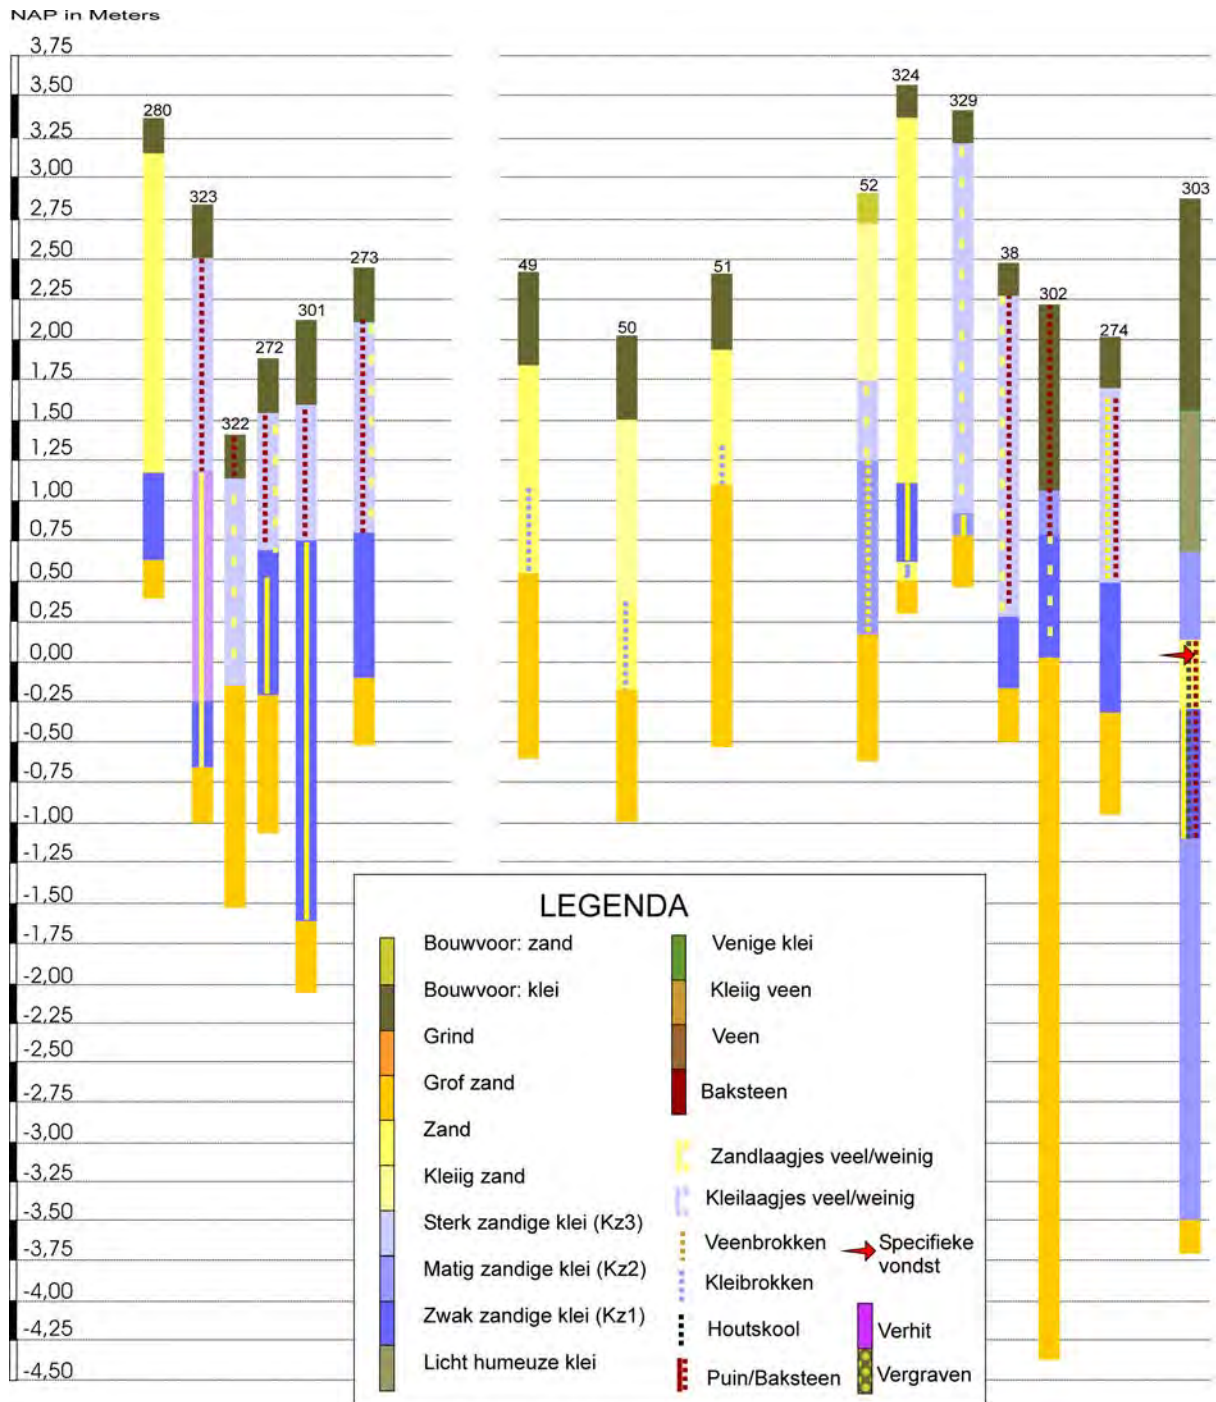 NAP in Meters
3,75
3,50
3,25
3,00
2,75
2,50
2,25
2,00
1,75
1,50
1,25
1,00
0,75
0,50
0,25
0,00
-0,25
-0,50
-0,75
-1,00
-1,25
-1,50
-1,75
-2,00
-2,25
-2,50
-2,75
-3,00
-3,25
-3,50
-3,75
-4,00
-4,25
-4,50
280
323
322
272
301
273
49
50
51
52
324
329
38
302
274
303
LEGENDA
Bouwvoor: zand
Bouwvoor: klei
Grind
Grof zand
Zand
Kleiig zand
Sterk zandige klei (Kz3)
Matig zandige klei (Kz2)
Zwak zandige klei (Kz1)
Licht humeuze klei
Venige klei
Kleiig veen
Veen
Baksteen
Zandlaagjes veel/weinig
Kleilaagjes veel/weinig
Veenbrokken
Kleibrokken
Houtskool
Puin/Baksteen
Specifieke
vondst
Verhit
Vergraven